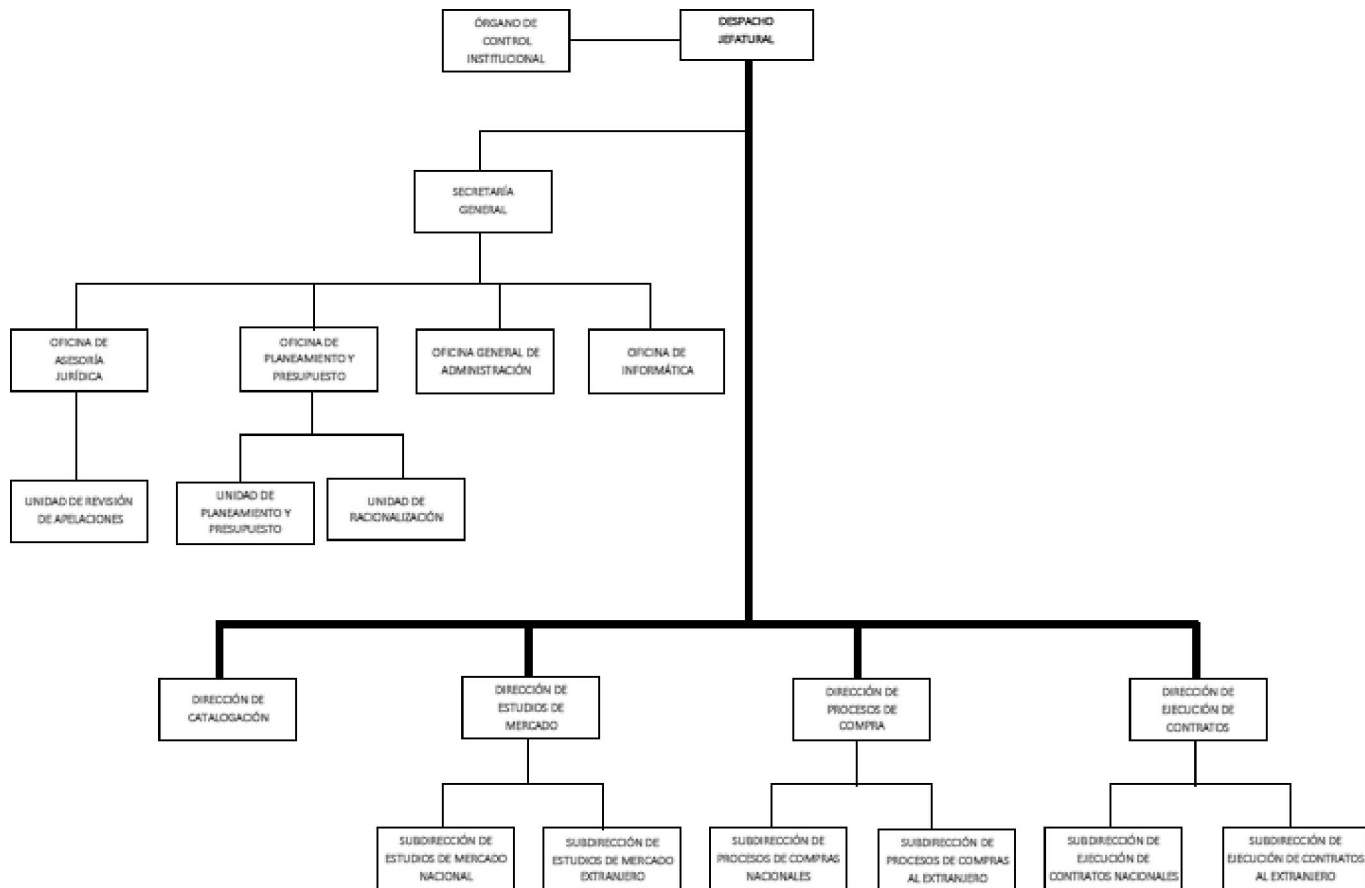 ÓRGANO DE
CONTROL
INSTITUCIONAL
DESPACHO
JEFATURAL
SECRETARÍA
GENERAL
OFICINA DE
ASESORÍA
JURÍDICA
OFICINA DE
PLANEAMIENTO Y
PRESUPUESTO
OFICINA GENERAL DE
ADMINISTRACIÓN
OFICINA DE
INFORMÁTICA
UNIDAD DE REVISIÓN
DE APELACIONES
UNIDAD DE
PLANEAMIENTO Y
PRESUPUESTO
UNIDAD DE
RACIONALIZACIÓN
DIRECCIÓN DE
CATALOGACIÓN
DIRECCIÓN DE
ESTUDIOS DE
MERCADO
DIRECCIÓN DE
PROCESOS DE
COMPRA
DIRECCIÓN DE
EJECUCIÓN DE
CONTRATOS
SUBDIRECCIÓN DE
ESTUDIOS DE MERCADO
NACIONAL
SUBDIRECCIÓN DE
ESTUDIOS DE MERCADO
EXTRANJERO
SUBDIRECCIÓN DE
PROCESOS DE COMPRAS
NACIONALES
SUBDIRECCIÓN DE
PROCESOS DE COMPRAS
AL EXTRANJERO
SUBDIRECCIÓN DE
EJECUCIÓN DE
CONTRATOS NACIONALES
SUBDIRECCIÓN DE
EJECUCIÓN DE CONTRATOS
AL EXTRANJERO